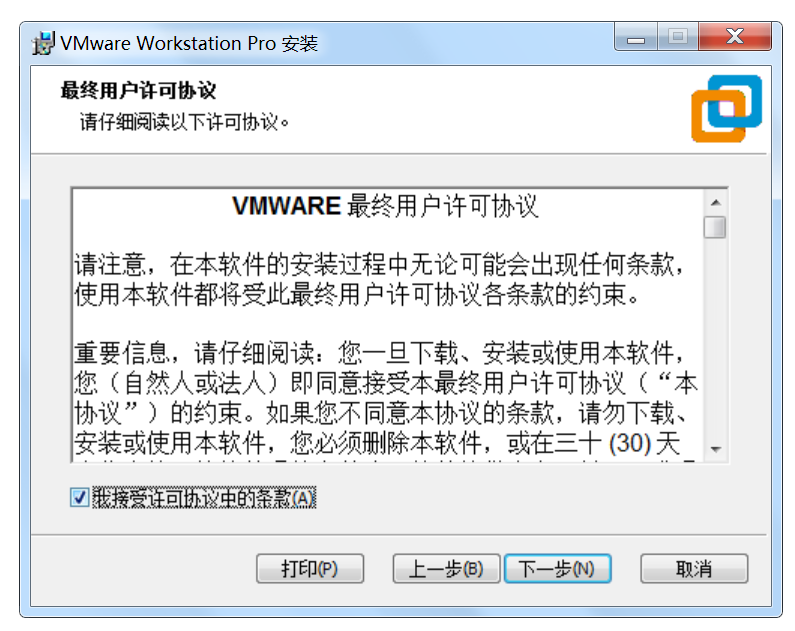 VMware Workstation Pro 安装
最终用户许可协议
请仔细阅读以下许可协议。
VMWARE 最终用户许可协议
请注意，在本软件的安装过程中无论可能会出现任何条款，
使用本软件都将受此最终用户许可协议各条款的约束。
重要信息，请仔细阅读：您一旦下载、安装或使用本软件，
您（自然人或法人）即同意接受本最终用户许可协议（“本
协议”）的约束。如果您不同意本协议的条款，请勿下载、
安装或使用本软件，您必须删除本软件，或在三十 (30) 天
我接受许可协议中的条款(A)
打印(P)
上一步(B)
下一步(N)
取消